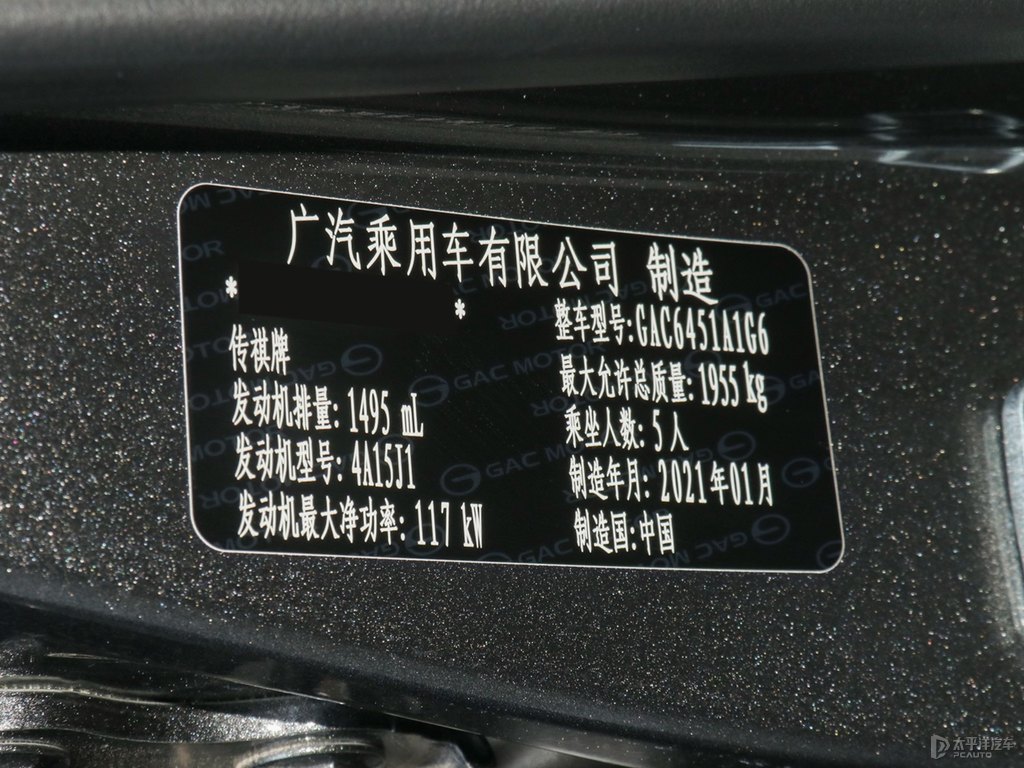 广汽乘用车有限公司 制造
* *
整车型号:GAC6451A1G6
传祺牌
最大允许总质量:1955 kg
发动机排量:1495 mL
乘坐人数:5人
发动机型号:4A15J1
制造年月:2021年01月
发动机最大净功率:117 kW
制造国:中国
GAC MOTOR
太平洋汽车
PCAUTO